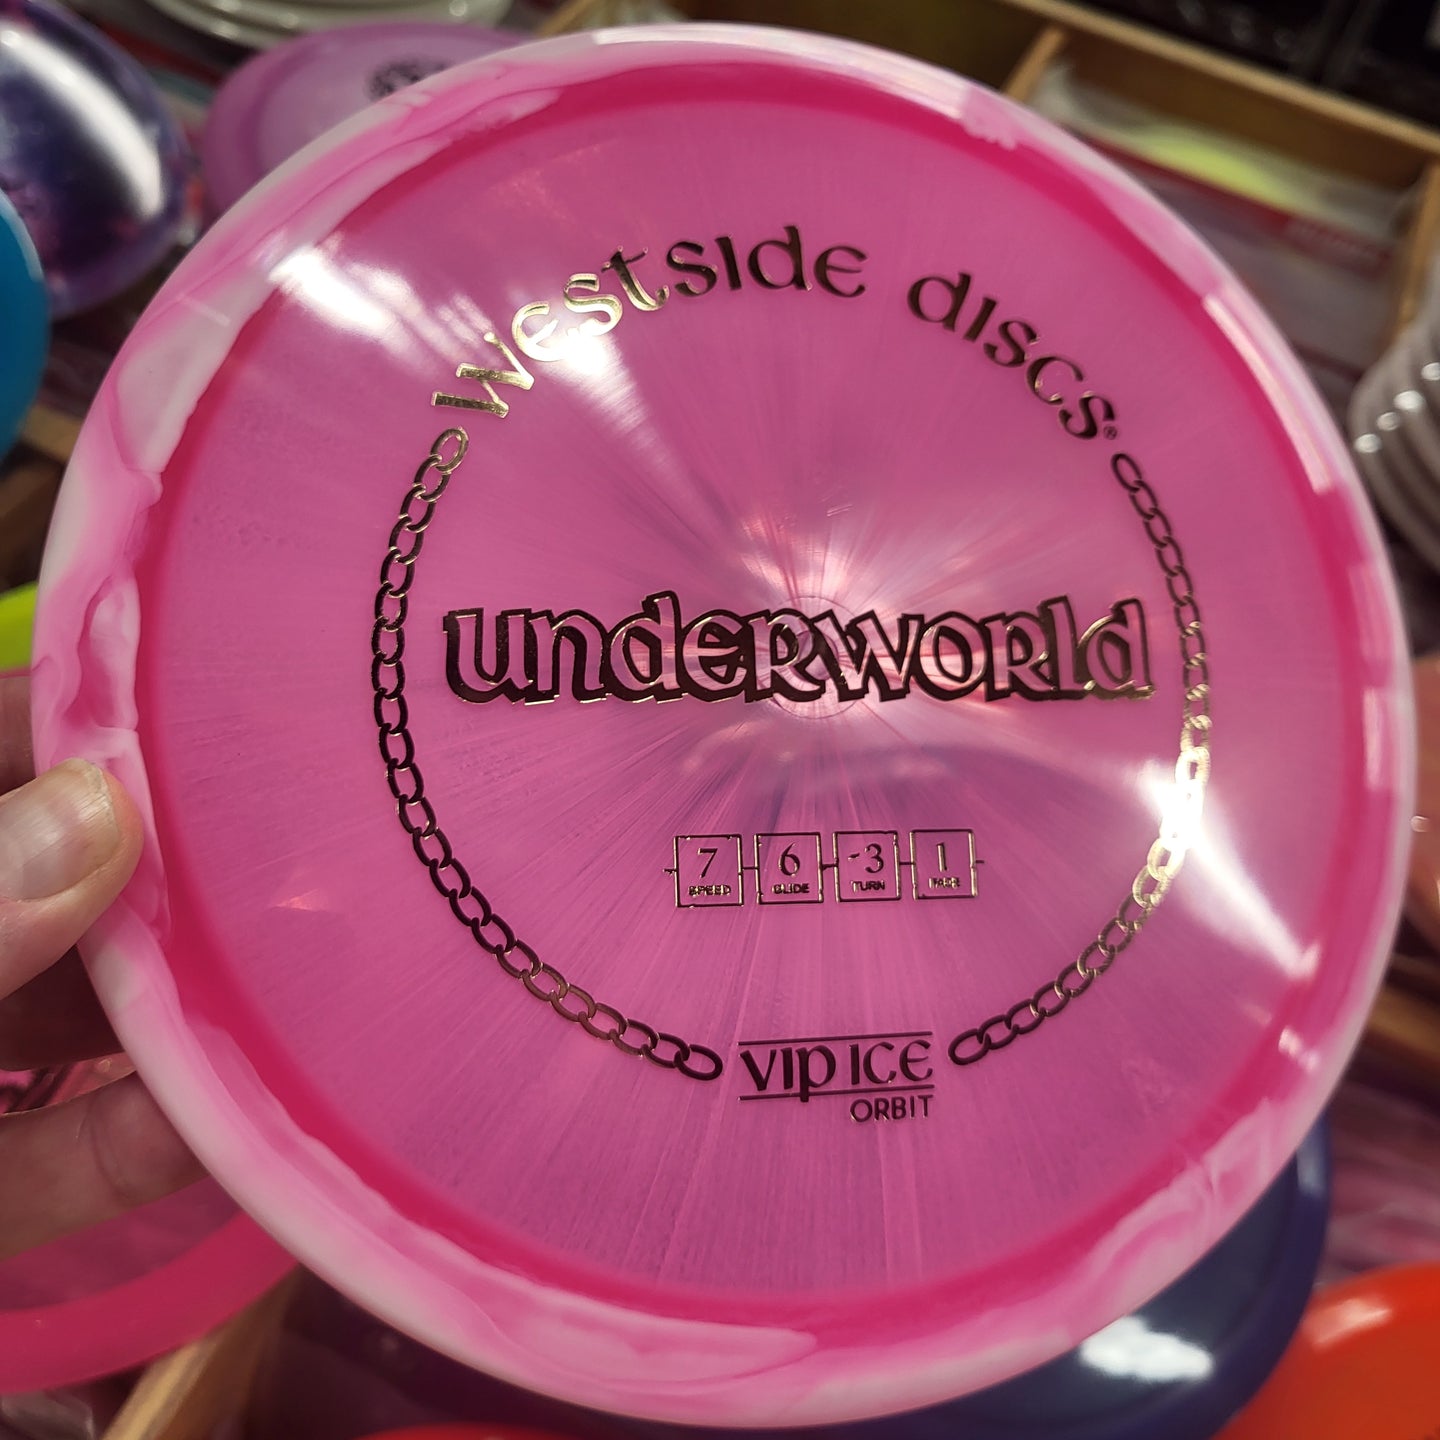 Westside Discs®
underworld
7 6 -3 1
SPEED GLIDE TURN FADE
VIP ICE
ORBIT